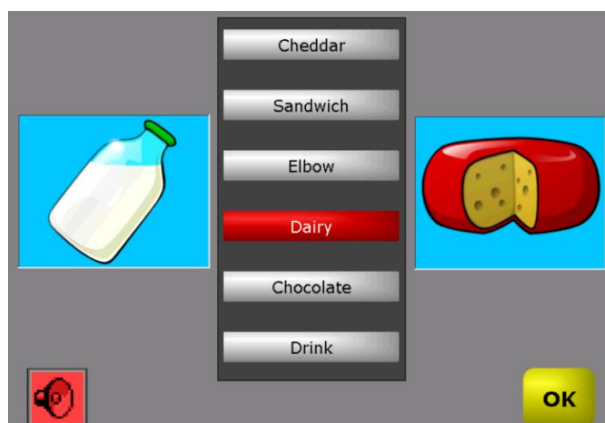 Cheddar
Sandwich
Elbow
Dairy
Chocolate
Drink
OK